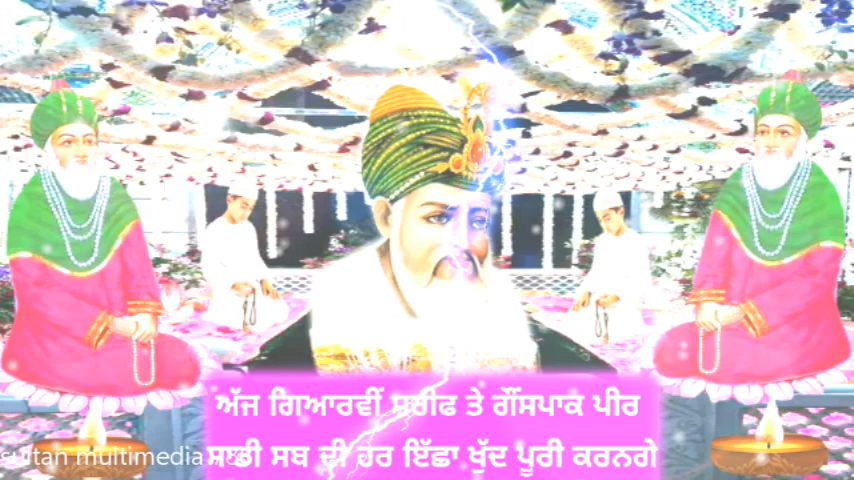 ਅੱਜ ਗਿਆਰਵੀਂ ਸ਼ਰੀਫ ਤੇ ਗੌਂਸਪਾਕ ਪੀਰ
ਸਾਡੀ ਸਬ ਦੀ ਹਰ ਇੱਛਾ ਖੁੱਦ ਪੂਰੀ ਕਰਨਗੇ
sultan multimedia